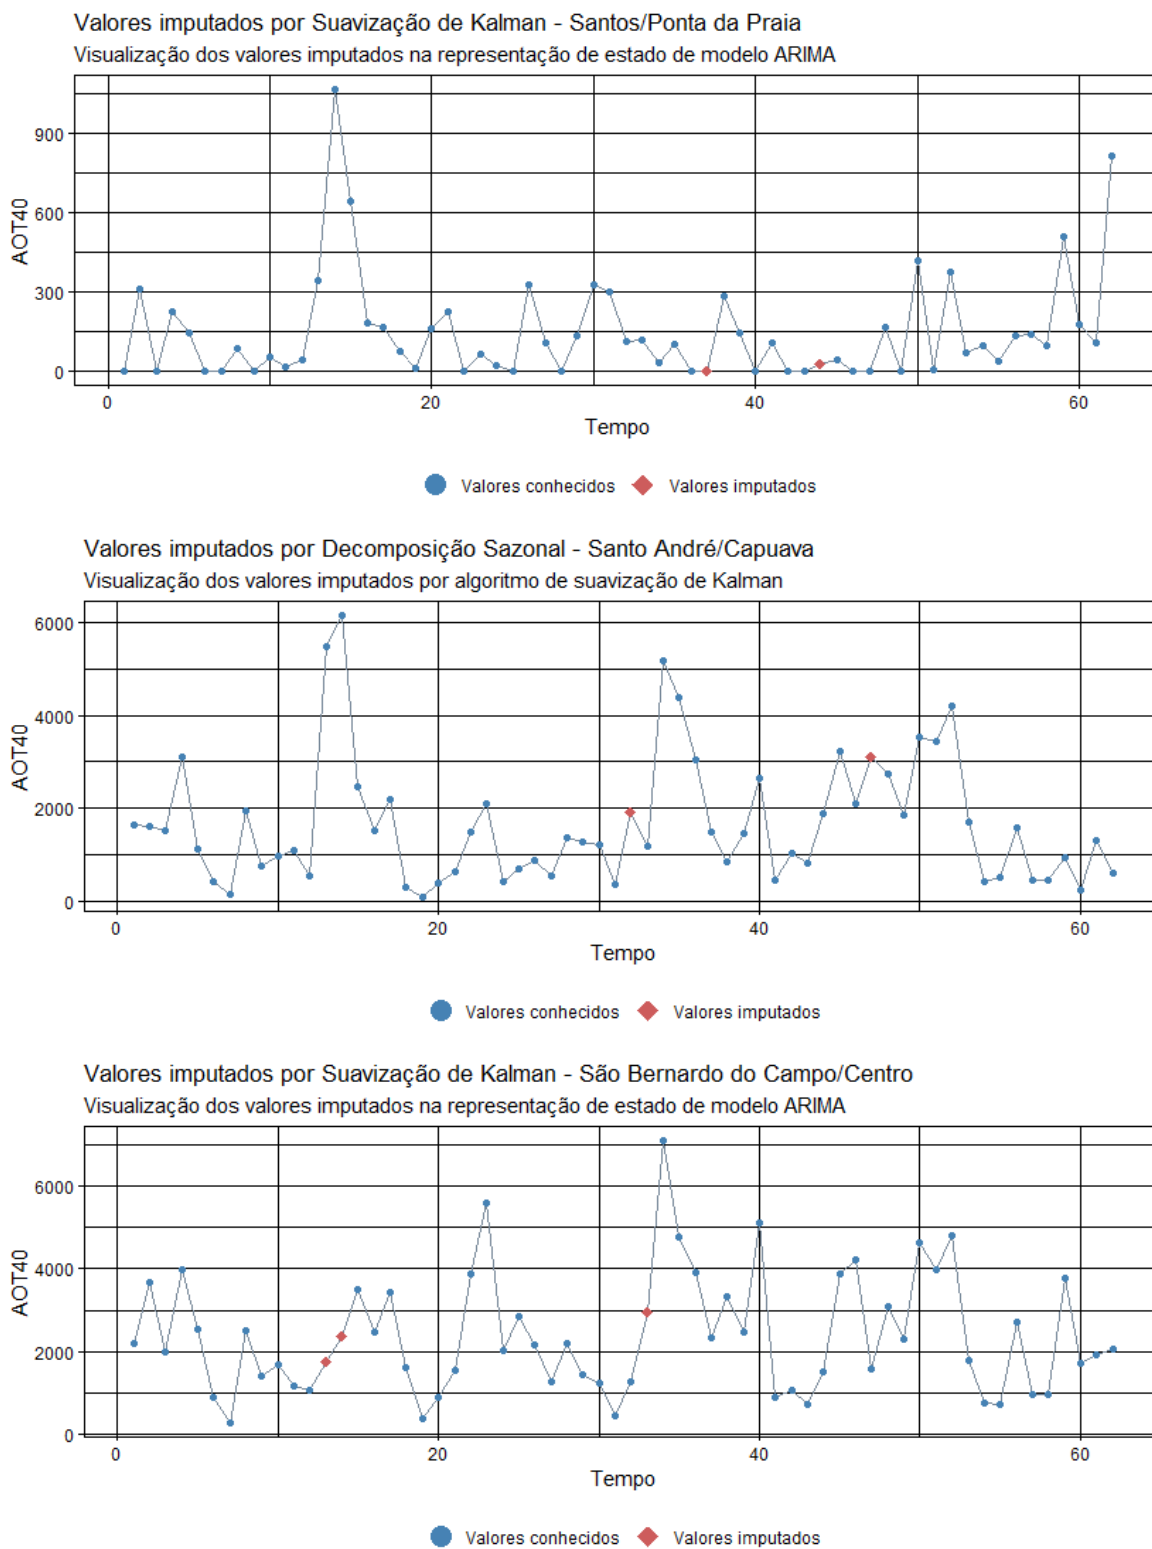 Valores imputados por Suavização de Kalman - Santos/Ponta da Praia
Visualização dos valores imputados na representação de estado de modelo ARIMA
900
600
300
0
AOT40
0 20 40 60
Tempo
Valores conhecidos Valores imputados
Valores imputados por Decomposição Sazonal - Santo André/Capuava
Visualização dos valores imputados por algoritmo de suavização de Kalman
6000
4000
2000
0
AOT40
0 20 40 60
Tempo
Valores conhecidos Valores imputados
Valores imputados por Suavização de Kalman - São Bernardo do Campo/Centro
Visualização dos valores imputados na representação de estado de modelo ARIMA
6000
4000
2000
0
AOT40
0 20 40 60
Tempo
Valores conhecidos Valores imputados